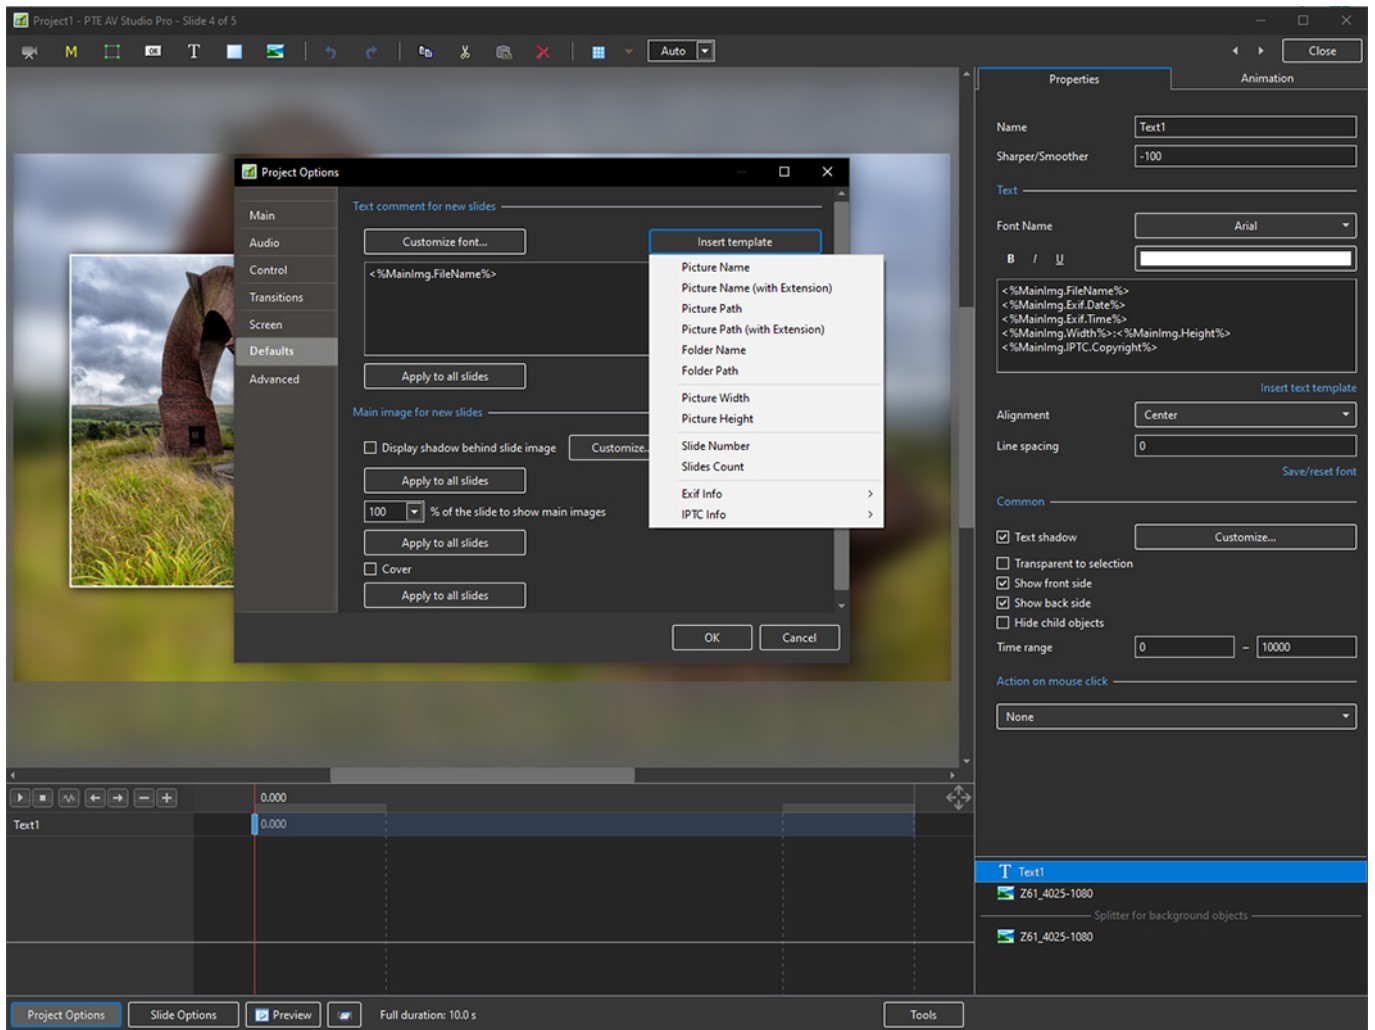 Project1 - PTE AV Studio Pro - Slide 4 of 5
M
OK
T
Auto
Close
Properties
Animation
Name
Text1
Sharper/Smoother
-100
Text
Font Name
Arial
B I U
<%MainImg.FileName%>
<%MainImg.Exif.Date%>
<%MainImg.Exif.Time%>
<%MainImg.Width%>:<%MainImg.Height%>
<%MainImg.IPTC.Copyright%>
Insert text template
Alignment
Center
Line spacing
0
Save/reset font
Common
Text shadow
Customize...
Transparent to selection
Show front side
Show back side
Hide child objects
Time range
0
–
10000
Action on mouse click
None
Project Options
Main
Audio
Control
Transitions
Screen
Defaults
Advanced
Text comment for new slides
Customize font...
Insert template
<%MainImg.FileName%>
Apply to all slides
Main image for new slides
Display shadow behind slide image
Customize..
Apply to all slides
100
% of the slide to show main images
Apply to all slides
Cover
Apply to all slides
OK
Cancel
Picture Name
Picture Name (with Extension)
Picture Path
Picture Path (with Extension)
Folder Name
Folder Path
Picture Width
Picture Height
Slide Number
Slides Count
Exif Info
IPTC Info
0.000
Text1
0.000
T Text1
Z61_4025-1080
Splitter for background objects
Z61_4025-1080
Project Options
Slide Options
Preview
Full duration: 10.0 s
Tools